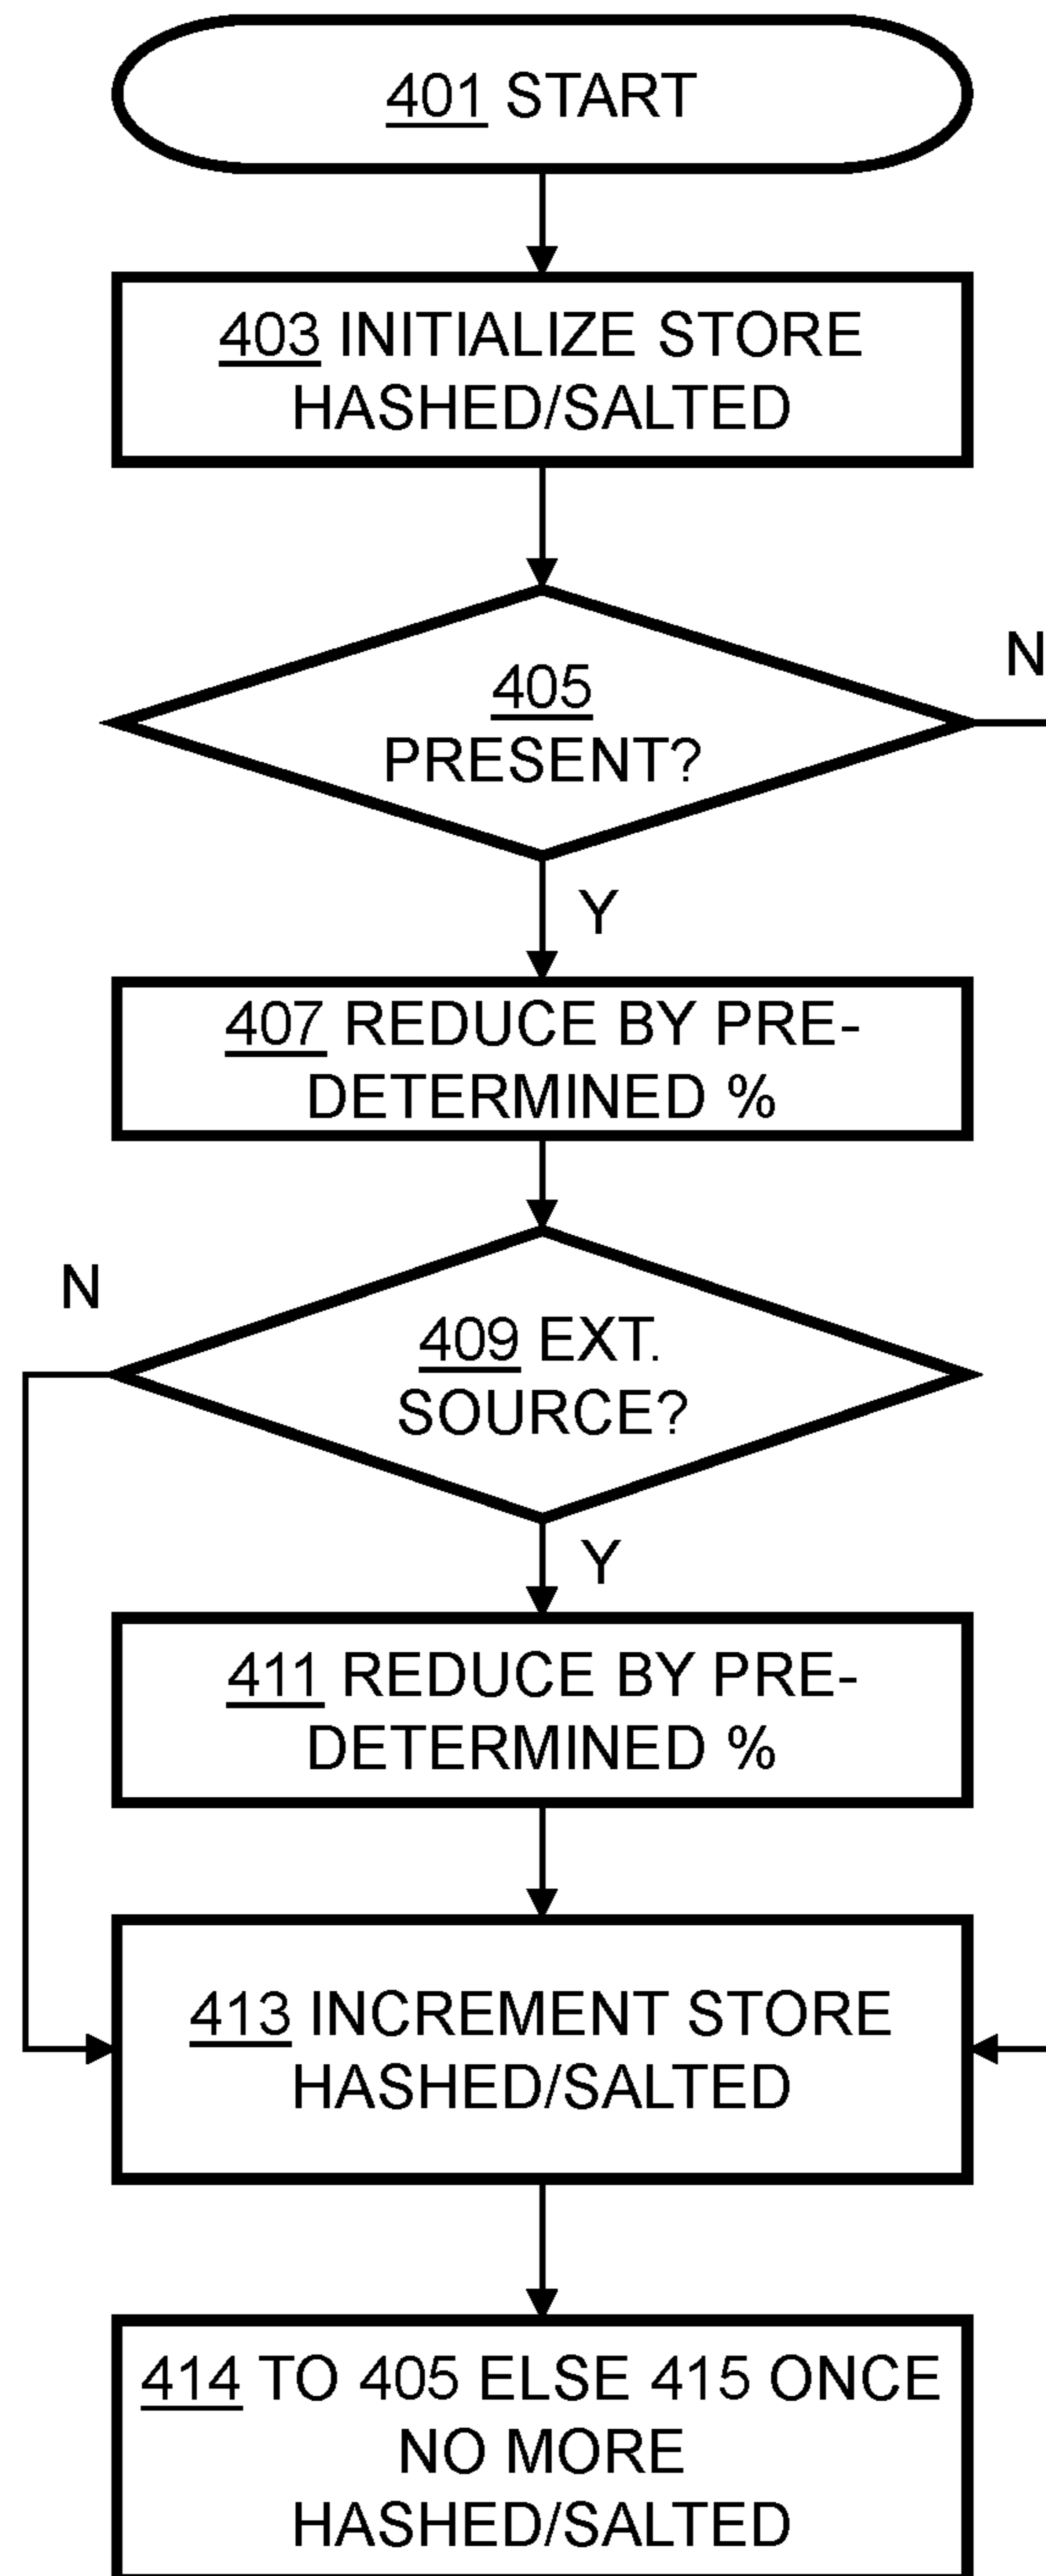 401 START
403 INITIALIZE STORE
HASHED/SALTED
405
PRESENT?
N
Y
407 REDUCE BY PRE-
DETERMINED %
N
409 EXT.
SOURCE?
Y
411 REDUCE BY PRE-
DETERMINED %
413 INCREMENT STORE
HASHED/SALTED
414 TO 405 ELSE 415 ONCE
NO MORE
HASHED/SALTED